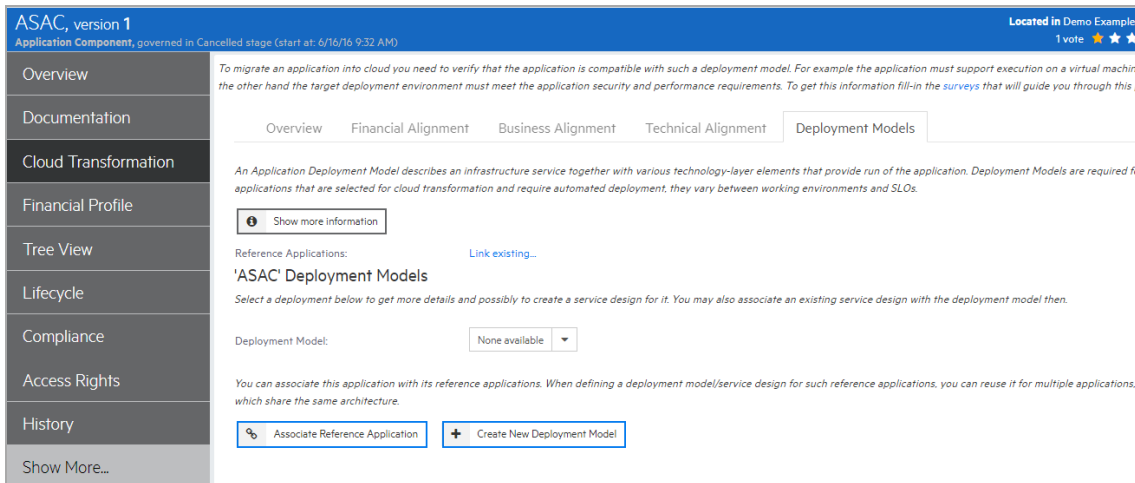 ASAC, version 1
Located in Demo Example
Application Component, governed in Cancelled stage (start at: 6/16/16 9:32 AM)
1 vote
Overview
Documentation
Cloud Transformation
Financial Profile
Tree View
Lifecycle
Compliance
Access Rights
History
Show More...
To migrate an application into cloud you need to verify that the application is compatible with such a deployment model. For example the application must support execution on a virtual
the other hand the target deployment environment must meet the application security and performance requirements. To get this information fill-in the surveys that will guide you through this
Overview Financial Alignment Business Alignment Technical Alignment Deployment Models
An Application Deployment Model describes an infrastructure service together with various technology-layer elements that provide run of the application. Deployment Models are required
applications that are selected for cloud transformation and require automated deployment, they vary between working environments and SLOs.
Show more information
Reference Applications: Link existing...
'ASAC' Deployment Models
Select a deployment below to get more details and possibly to create a service design for it. You may also associate an existing service design with the deployment model then.
Deployment Model: None available
You can associate this application with its reference applications. When defining a deployment model/service design for such reference applications, you can reuse it for multiple applications,
which share the same architecture.
Associate Reference Application Create New Deployment Model